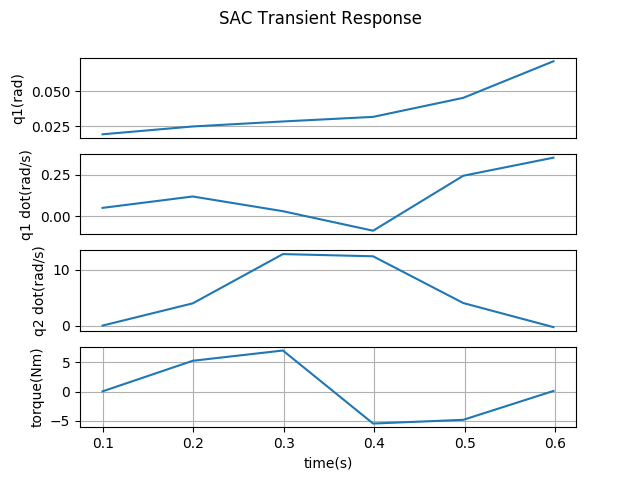 SAC Transient Response
q1(rad)
0.050
0.025
q1 dot(rad/s)
0.25
0.00
q2 dot(rad/s)
10
0
torque(Nm)
5
0
−5
0.1 0.2 0.3 0.4 0.5 0.6
time(s)